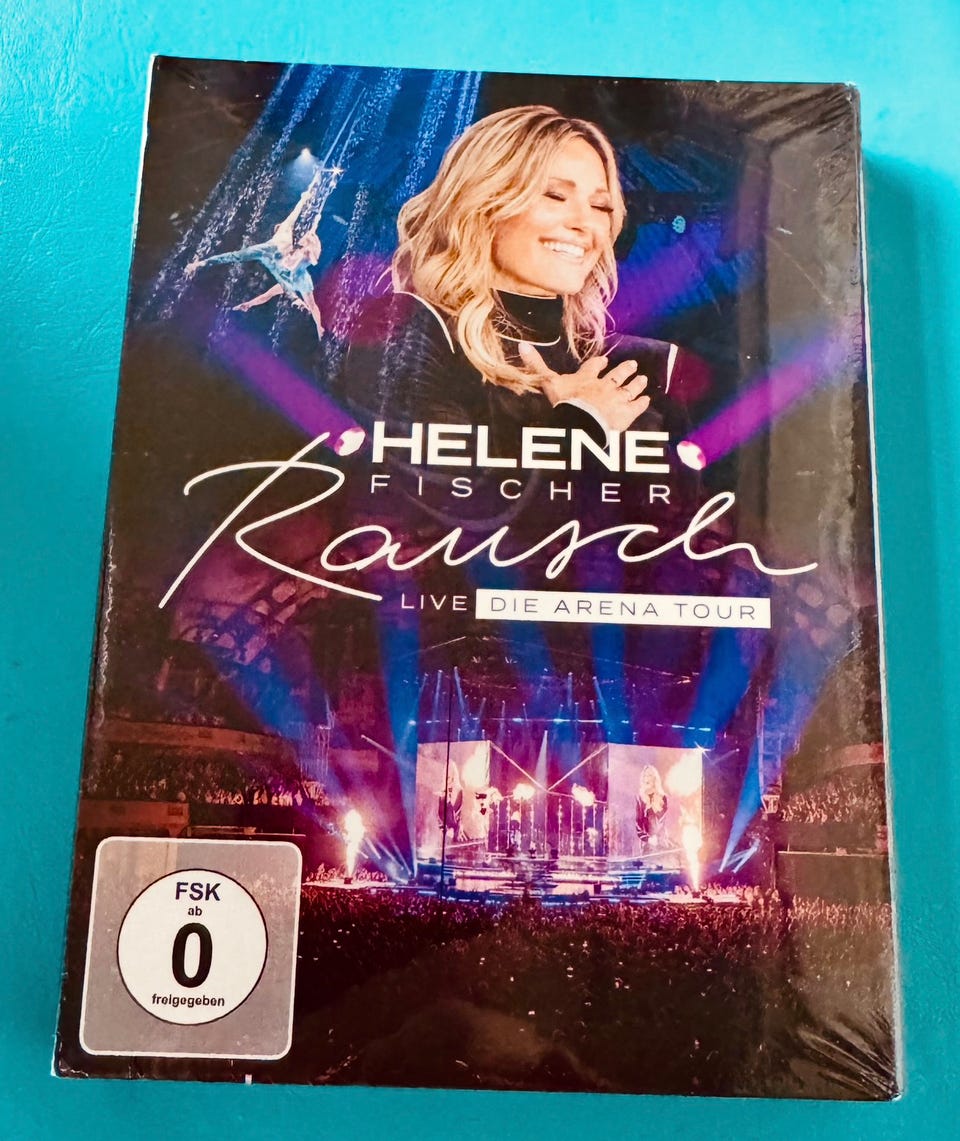 HELENE
FISCHER
Rausch
LIVE DIE ARENA TOUR
FSK
ab
0
freigegeben